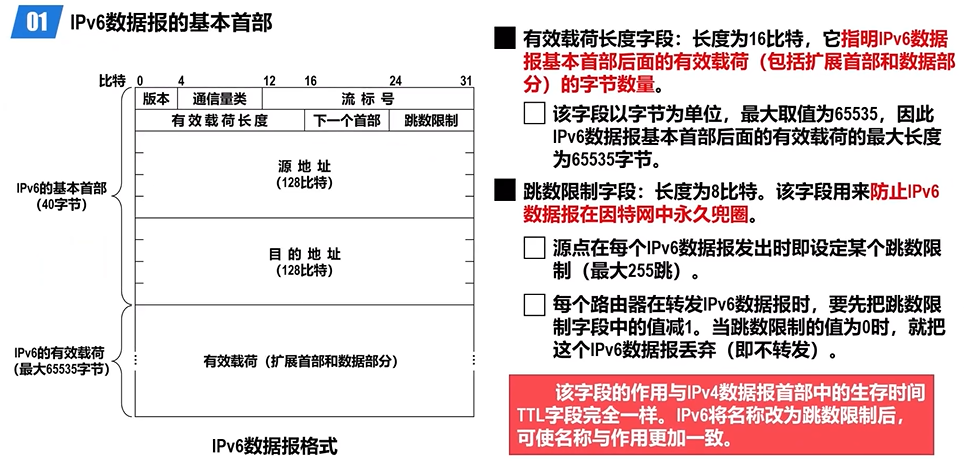 01 IPv6数据报的基本首部
比特 0 4 12 16 24 31
版本 通信量类 流标号
有效载荷长度 下一个首部 跳数限制
源地址
(128比特)
IPv6的基本首部
(40字节)
目的地址
(128比特)
IPv6的有效载荷
(最大65535字节)
有效载荷（扩展首部和数据部分）
IPv6数据报格式
有效载荷长度字段：长度为16比特，它指明IPv6数据
报基本首部后面的有效载荷（包括扩展首部和数据部
分）的字节数量。
该字段以字节为单位，最大取值为65535，因此
IPv6数据报基本首部后面的有效载荷的最大长度
为65535字节。
跳数限制字段：长度为8比特。该字段用来防止IPv6
数据报在因特网中永久兜圈。
源点在每个IPv6数据报发出时即设定某个跳数限
制（最大255跳）。
每个路由器在转发IPv6数据报时，要先把跳数限
制字段中的值减1。当跳数限制的值为0时，就把
这个IPv6数据报丢弃（即不转发）。
该字段的作用与IPv4数据报首部中的生存时间
TTL字段完全一样。IPv6将名称改为跳数限制后，
可使名称与作用更加一致。